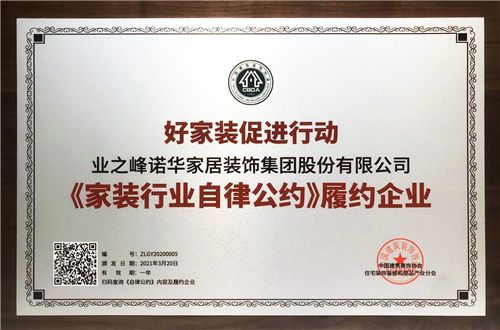 CBDA
好家装促进行动
业之峰诺华家居装饰集团股份有限公司
《家装行业自律公约》履约企业
编 号：ZLGY20200005
颁发日期：2021年3月20日
有 效 期：一年
扫码查询《自律公约》内容及履约企业
中国建筑装饰协会
住宅装饰装修和部品产业分会